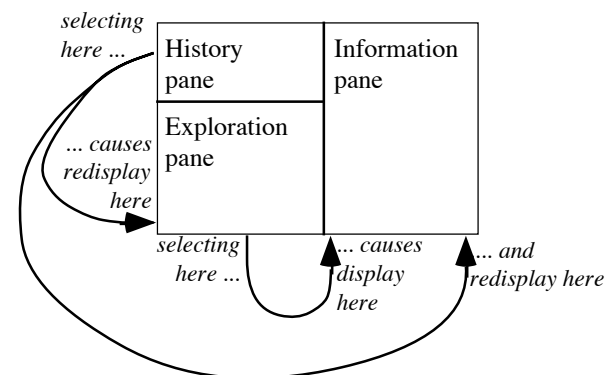 selecting
here ...
History
pane
Information
pane
Exploration
pane
... causes
redisplay
here
selecting
here ...
... causes
display
here
... and
redisplay here